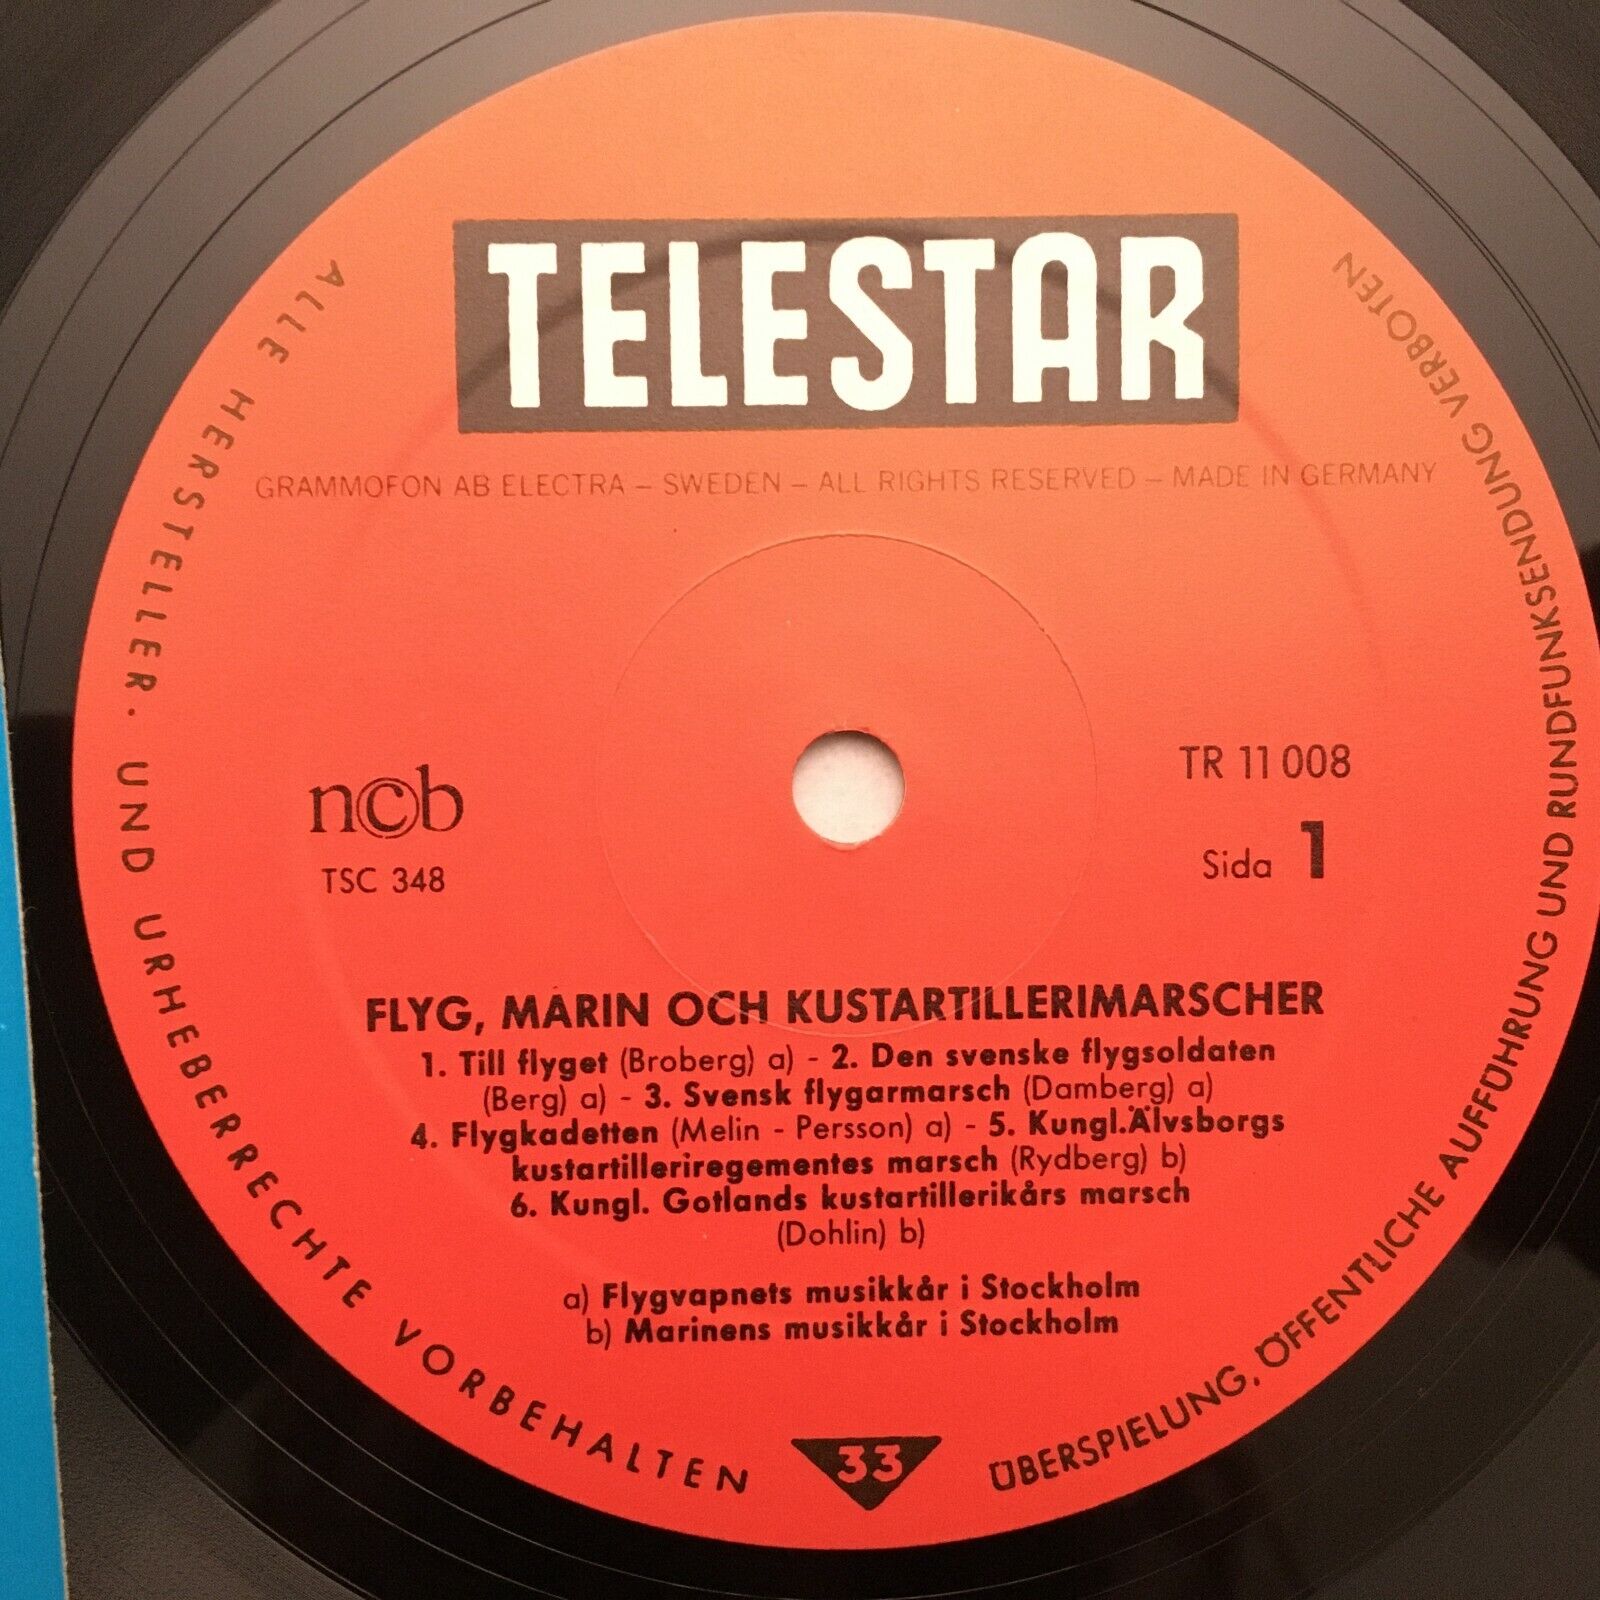 TELESTAR
GRAMMOFON AB ELECTRA – SWEDEN – ALL RIGHTS RESERVED – MADE IN GERMANY
ncb
TSC 348
TR 11 008
Sida 1
FLYG, MARIN OCH KUSTARTILLERIMARSCHER
1. Till flyget (Broberg) a) - 2. Den svenske flygsoldaten
(Berg) a) - 3. Svensk flygarmarsch (Damberg) a)
4. Flygkadetten (Melin - Persson) a) - 5. Kungl.Älvsborgs
kustartilleriregementes marsch (Rydberg) b)
6. Kungl. Gotlands kustartillerikårs marsch
(Dohlin) b)
a) Flygvapnets musikkår i Stockholm
b) Marinens musikkår i Stockholm
33
ALLE HERSTELLER. UND URHEBERRECHTE VORBEHALTEN
ÜBERSPIELUNG, ÖFFENTLICHE AUFFÜHRUNG UND RUNDFUNKSENDUNG VERBOTEN